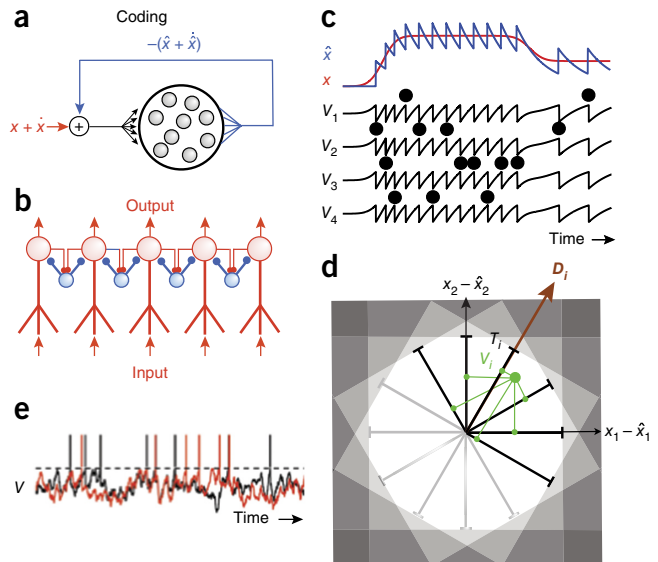 a
Coding
−(x̂ + ẋ̂)
x + ẋ
+
b
Output
Input
c
x̂
x
V₁
V₂
V₃
V₄
Time
d
Dᵢ
x₂ − x̂₂
Tᵢ
Vᵢ
x₁ − x̂₁
e
V
Time